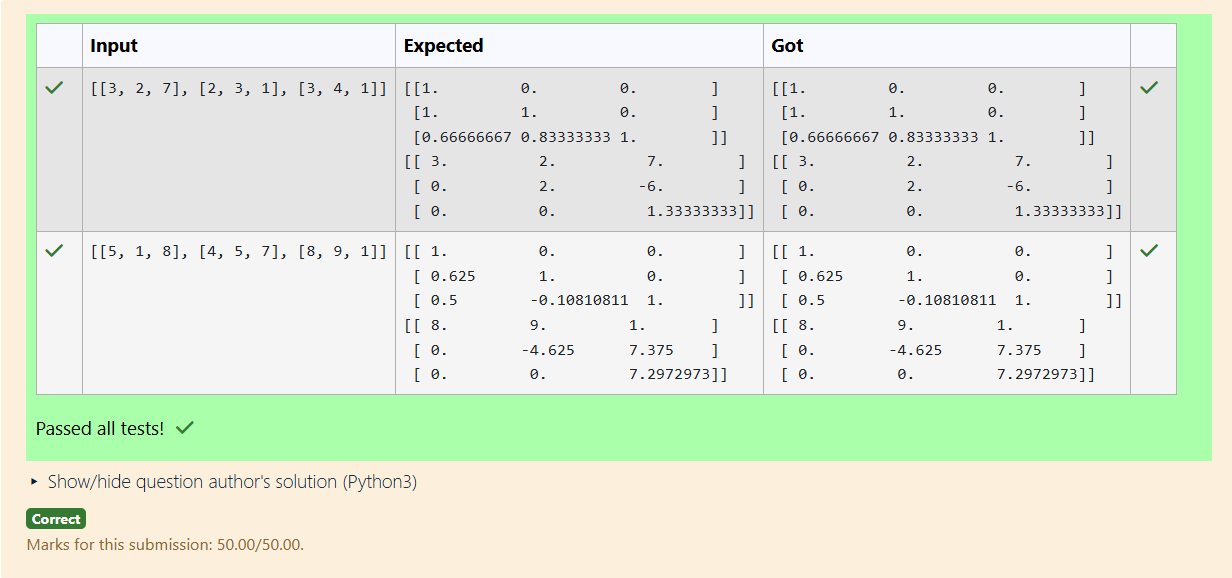 Input Expected Got
[[3, 2, 7], [2, 3, 1], [3, 4, 1]] [[1.         0.         0.        ] [[1.         0.         0.        ]
[1.         1.         0.        ] [1.         1.         0.        ]
[0.66666667 0.83333333 1.        ]] [0.66666667 0.83333333 1.        ]]
[[ 3.          2.          7.        ] [[ 3.          2.          7.        ]
[ 0.          2.         -6.        ] [ 0.          2.         -6.        ]
[ 0.          0.          1.33333333]] [ 0.          0.          1.33333333]]
[[5, 1, 8], [4, 5, 7], [8, 9, 1]] [[ 1.          0.          0.        ] [[ 1.          0.          0.        ]
[ 0.625       1.          0.        ] [ 0.625       1.          0.        ]
[ 0.5        -0.10810811  1.        ]] [ 0.5        -0.10810811  1.        ]]
[[ 8.         9.         1.       ] [[ 8.         9.         1.       ]
[ 0.        -4.625      7.375    ] [ 0.        -4.625      7.375    ]
[ 0.         0.         7.2972973]] [ 0.         0.         7.2972973]]
Passed all tests!
Show/hide question author's solution (Python3)
Correct
Marks for this submission: 50.00/50.00.